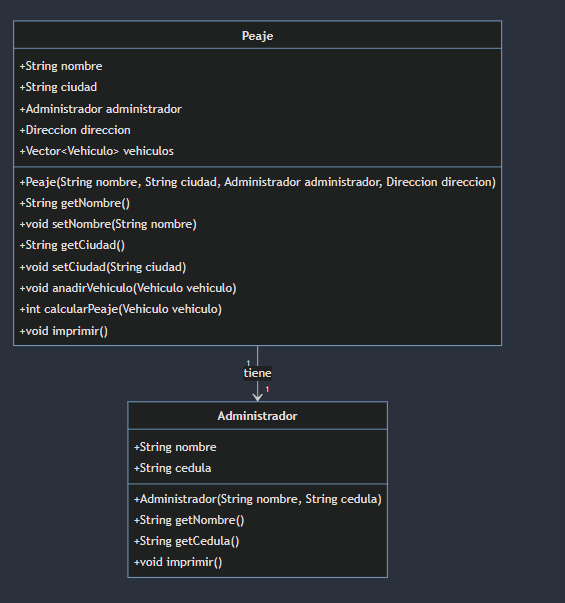 Peaje
+String nombre
+String ciudad
+Administrador administrador
+Direccion direccion
+Vector<Vehiculo> vehiculos
+Peaje(String nombre, String ciudad, Administrador administrador, Direccion direccion)
+String getNombre()
+void setNombre(String nombre)
+String getCiudad()
+void setCiudad(String ciudad)
+void anadirVehiculo(Vehiculo vehiculo)
+int calcularPeaje(Vehiculo vehiculo)
+void imprimir()
1
tiene
1
Administrador
+String nombre
+String cedula
+Administrador(String nombre, String cedula)
+String getNombre()
+String getCedula()
+void imprimir()